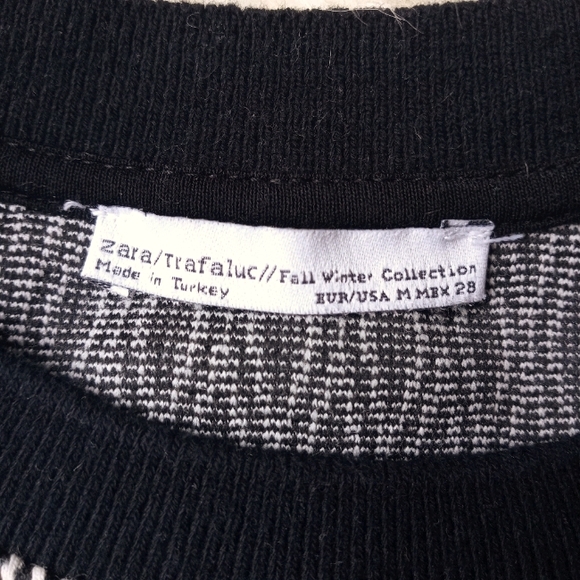 Zara/Trafaluc//Fall Winter Collection
Made in Turkey
EUR/USA M MEX 28